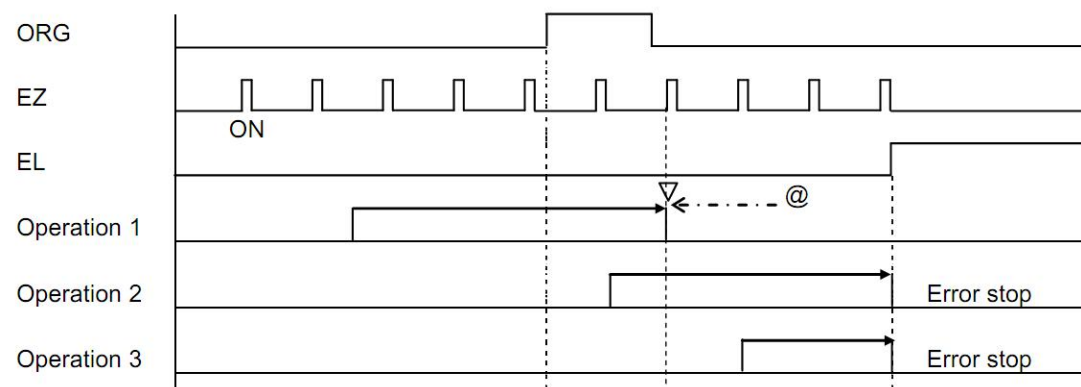 ORG
EZ
ON
EL
@
Operation 1
Operation 2 Error stop
Operation 3 Error stop